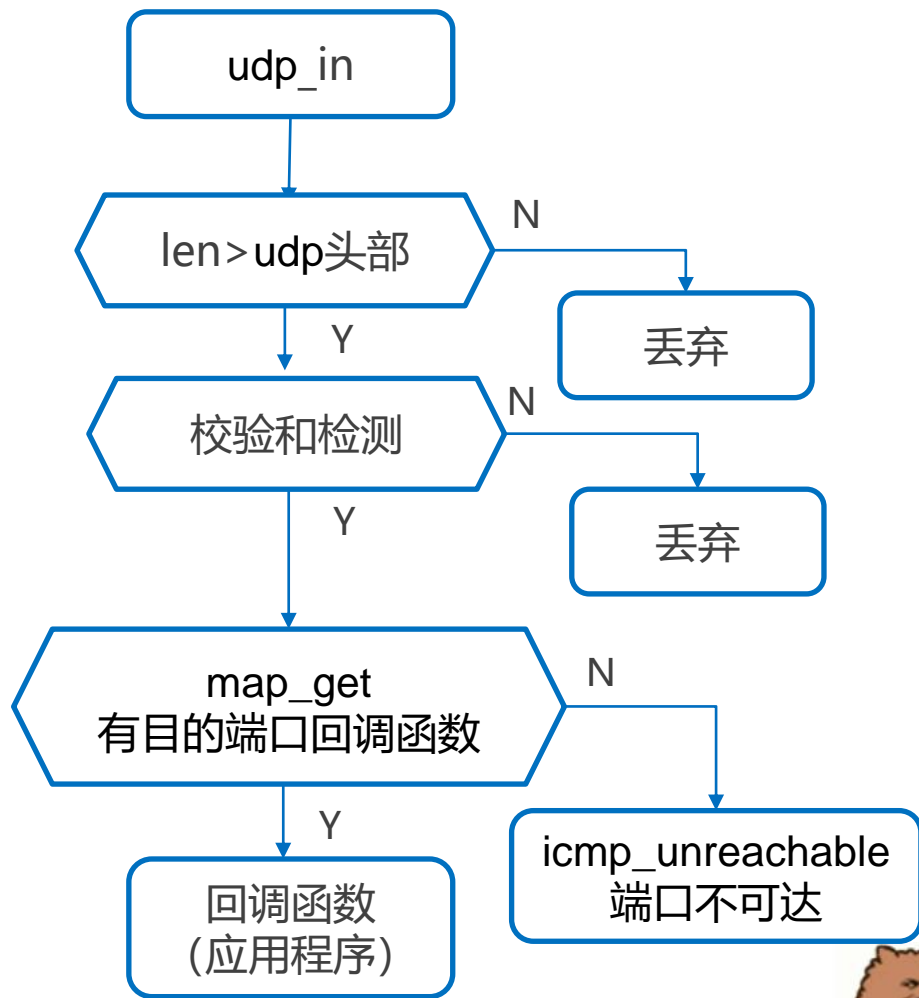 udp_in
len>udp头部
N
丢弃
Y
校验和检测
N
丢弃
Y
map_get
有目的端口回调函数
N
icmp_unreachable
端口不可达
Y
回调函数
（应用程序）